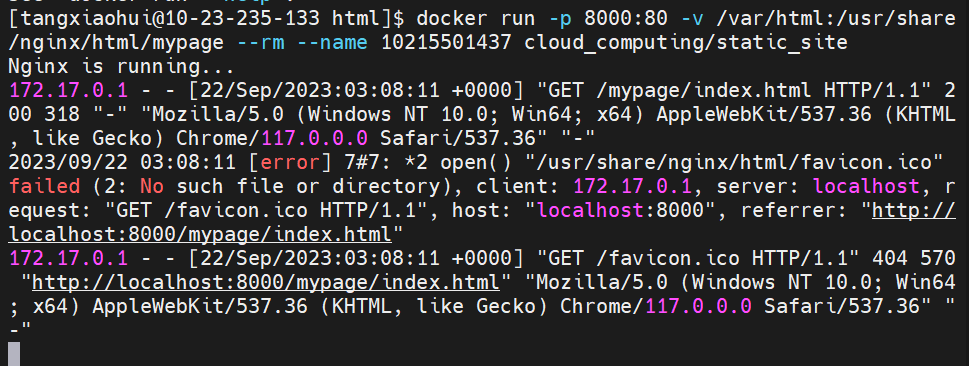 [tangxiaohui@10-23-235-133 html]$ docker run -p 8000:80 -v /var/html:/usr/share
/nginx/html/mypage --rm --name 10215501437 cloud_computing/static_site
Nginx is running...
172.17.0.1 - - [22/Sep/2023:03:08:11 +0000] "GET /mypage/index.html HTTP/1.1" 2
00 318 "-" "Mozilla/5.0 (Windows NT 10.0; Win64; x64) AppleWebKit/537.36 (KHTML
, like Gecko) Chrome/117.0.0.0 Safari/537.36" "-"
2023/09/22 03:08:11 [error] 7#7: *2 open() "/usr/share/nginx/html/favicon.ico"
failed (2: No such file or directory), client: 172.17.0.1, server: localhost, r
equest: "GET /favicon.ico HTTP/1.1", host: "localhost:8000", referrer: "http://
localhost:8000/mypage/index.html"
172.17.0.1 - - [22/Sep/2023:03:08:11 +0000] "GET /favicon.ico HTTP/1.1" 404 570
"http://localhost:8000/mypage/index.html" "Mozilla/5.0 (Windows NT 10.0; Win64
; x64) AppleWebKit/537.36 (KHTML, like Gecko) Chrome/117.0.0.0 Safari/537.36" "
-"